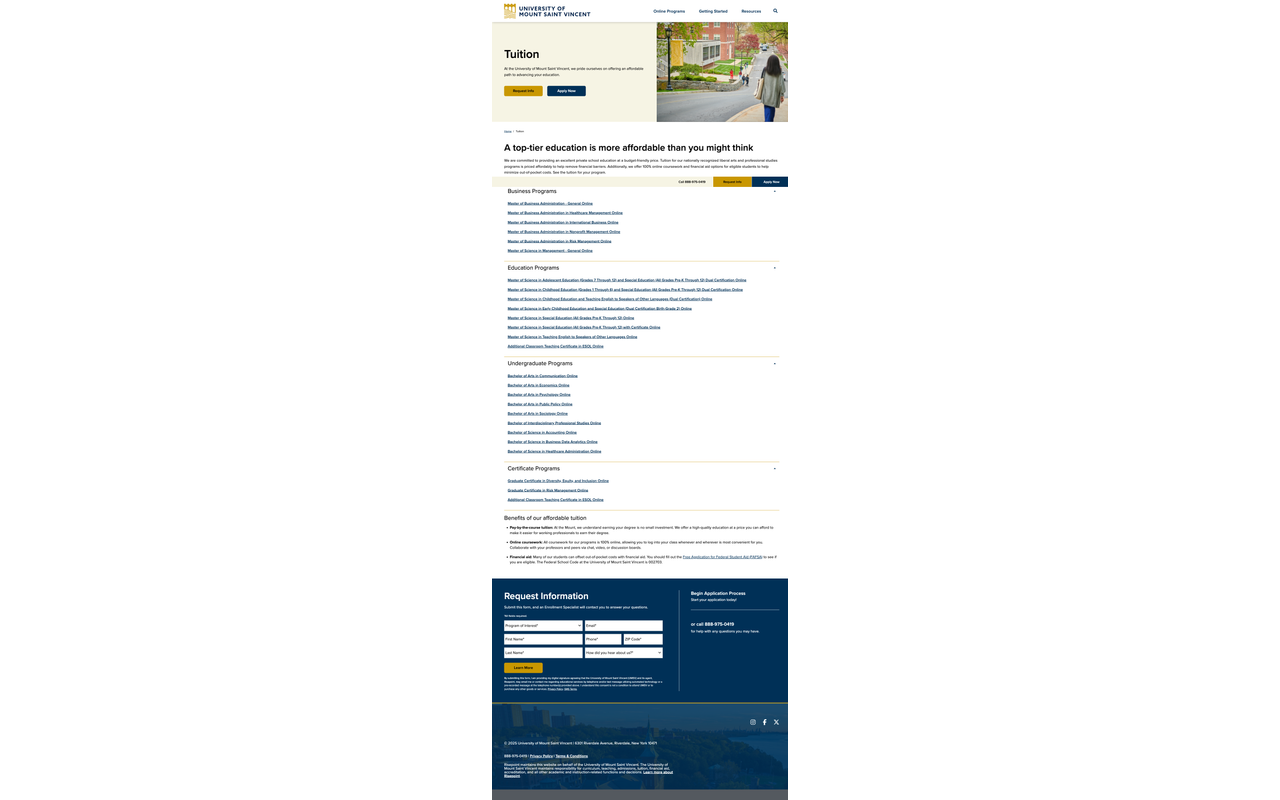 UNIVERSITY OF
MOUNT SAINT VINCENT
Online Programs
Getting Started
Resources
Tuition
At the University of Mount Saint Vincent, we pride ourselves on offering an affordable
path to advancing your education.
Request Info
Apply Now
Home / Tuition
A top-tier education is more affordable than you might think
We are committed to providing an excellent private school education at a budget-friendly price. Tuition for our nationally recognized liberal arts and professional studies
programs is priced affordably to help remove financial barriers. Additionally, we offer 100% online coursework and financial aid options for eligible students to help
minimize out-of-pocket costs. See the tuition for your program.
Call 888-975-0419
Request Info
Apply Now
Business Programs
Master of Business Administration - General Online
Master of Business Administration in Healthcare Management Online
Master of Business Administration in International Business Online
Master of Business Administration in Nonprofit Management Online
Master of Business Administration in Risk Management Online
Master of Science in Management - General Online
Education Programs
Master of Science in Adolescent Education (Grades 7 Through 12) and Special Education (All Grades Pre-K Through 12) Dual Certification Online
Master of Science in Childhood Education (Grades 1 Through 6) and Special Education (All Grades Pre-K Through 12) Dual Certification Online
Master of Science in Childhood Education and Teaching English to Speakers of Other Languages (Dual Certification) Online
Master of Science in Early Childhood Education and Special Education (Dual Certification Birth-Grade 2) Online
Master of Science in Special Education (All Grades Pre-K Through 12) Online
Master of Science in Special Education (All Grades Pre-K Through 12) with Certificate Online
Master of Science in Teaching English to Speakers of Other Languages Online
Additional Classroom Teaching Certificate in ESOL Online
Undergraduate Programs
Bachelor of Arts in Communication Online
Bachelor of Arts in Economics Online
Bachelor of Arts in Psychology Online
Bachelor of Arts in Public Policy Online
Bachelor of Arts in Sociology Online
Bachelor of Interdisciplinary Professional Studies Online
Bachelor of Science in Accounting Online
Bachelor of Science in Business Data Analytics Online
Bachelor of Science in Healthcare Administration Online
Certificate Programs
Graduate Certificate in Diversity, Equity, and Inclusion Online
Graduate Certificate in Risk Management Online
Additional Classroom Teaching Certificate in ESOL Online
Benefits of our affordable tuition
• Pay-by-the-course tuition: At the Mount, we understand earning your degree is no small investment. We offer a high-quality education at a price you can afford to
make it easier for working professionals to earn their degree.
• Online coursework: All coursework for our programs is 100% online, allowing you to log into your class whenever and wherever is most convenient for you.
Collaborate with your professors and peers via chat, video, or discussion boards.
• Financial aid: Many of our students can offset out-of-pocket costs with financial aid. You should fill out the Free Application for Federal Student Aid (FAFSA) to see if
you are eligible. The Federal School Code at the University of Mount Saint Vincent is 002703.
Request Information
Submit this form, and an Enrollment Specialist will contact you to answer your questions.
Program of Interest*
Email*
First Name*
Phone*
ZIP Code*
Last Name*
How did you hear about us?*
Learn More
Privacy Policy. SMS Terms.
Begin Application Process
Start your application today!
or call 888-975-0419
for help with any questions you may have.
© 2025 University of Mount Saint Vincent | 6301 Riverdale Avenue, Riverdale, New York 10471
888-975-0419 | Privacy Policy | Terms & Conditions
Risepoint maintains this website on behalf of the University of Mount Saint Vincent. The University of
Mount Saint Vincent maintains responsibility for curriculum, teaching, admissions, tuition, financial aid,
accreditation, and all other academic and institution-related functions and decisions. Learn more about
Risepoint.